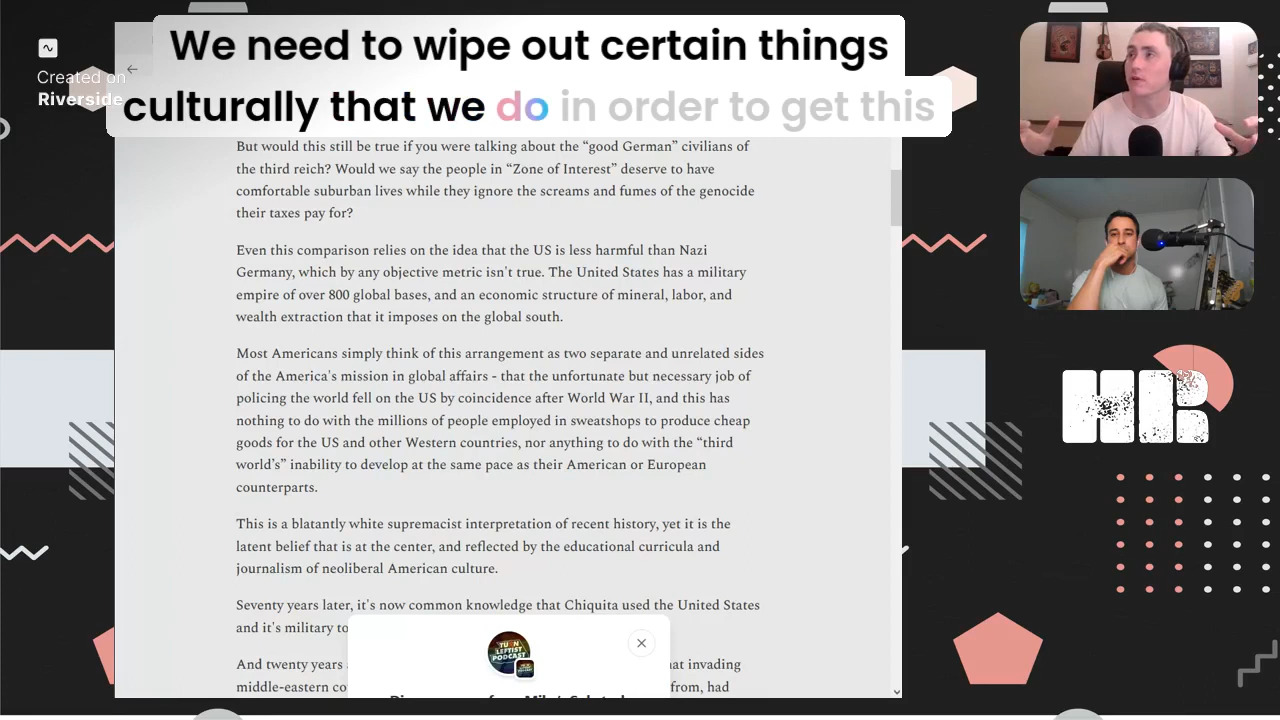 We need to wipe out certain things
culturally that we do in order to get this
Created on
Riverside
But would this still be true if you were talking about the “good German” civilians of
the third reich? Would we say the people in “Zone of Interest” deserve to have
comfortable suburban lives while they ignore the screams and fumes of the genocide
their taxes pay for?
Even this comparison relies on the idea that the US is less harmful than Nazi
Germany, which by any objective metric isn't true. The United States has a military
empire of over 800 global bases, and an economic structure of mineral, labor, and
wealth extraction that it imposes on the global south.
Most Americans simply think of this arrangement as two separate and unrelated sides
of the America's mission in global affairs - that the unfortunate but necessary job of
policing the world fell on the US by coincidence after World War II, and this has
nothing to do with the millions of people employed in sweatshops to produce cheap
goods for the US and other Western countries, nor anything to do with the “third
world’s” inability to develop at the same pace as their American or European
counterparts.
This is a blatantly white supremacist interpretation of recent history, yet it is the
latent belief that is at the center, and reflected by the educational curricula and
journalism of neoliberal American culture.
Seventy years later, it's now common knowledge that Chiquita used the United States
and it's military to
And twenty years
hat invading
middle-eastern co
from, had
TURN
LEFTIST
PODCAST
HR